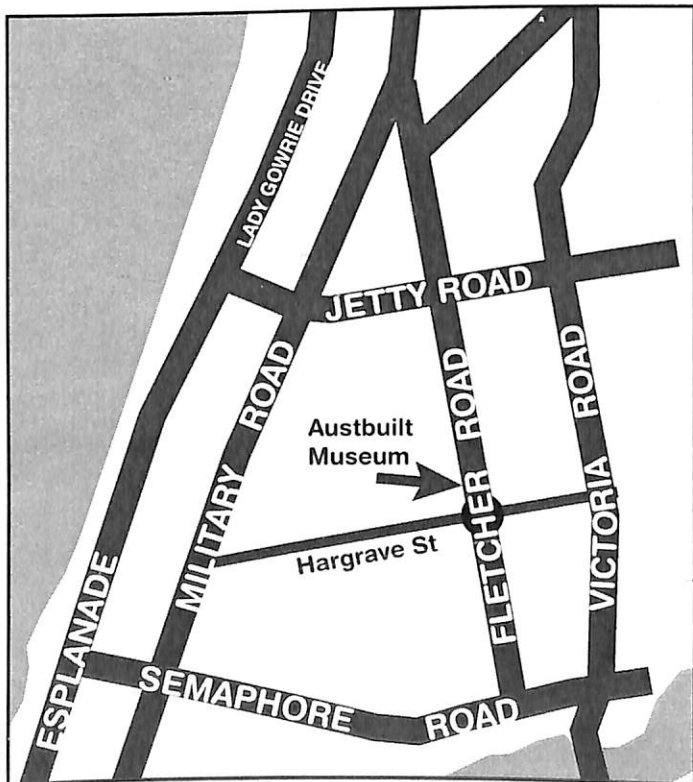 LADY GOWRIE DRIVE
JETTY ROAD
MILITARY ROAD
FLETCHER ROAD
VICTORIA ROAD
Austbuilt
Museum
Hargrave St
ESPLANADE
SEMAPHORE ROAD